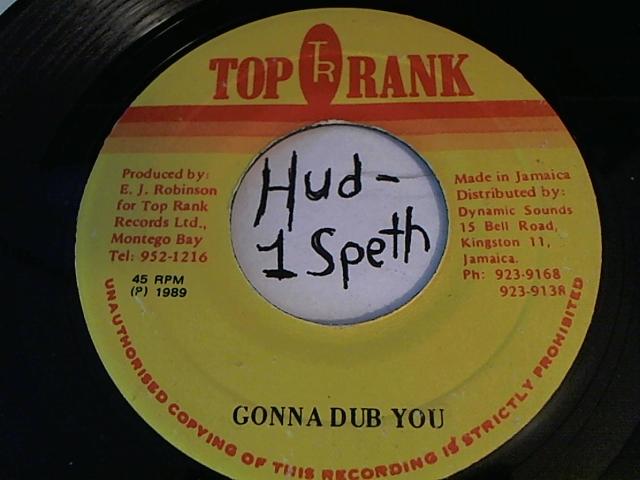 TOP TR RANK
Produced by:
E. J. Robinson
for Top Rank
Records Ltd.,
Montego Bay
Tel: 952-1216
45 RPM
(P) 1989
Hud-
1 Speth
Made in Jamaica
Distributed by:
Dynamic Sounds
15 Bell Road,
Kingston 11,
Jamaica.
Ph: 923-9168
923-9138
GONNA DUB YOU
UNAUTHORISED COPYING OF THIS RECORDING IS STRICTLY PROHIBITED